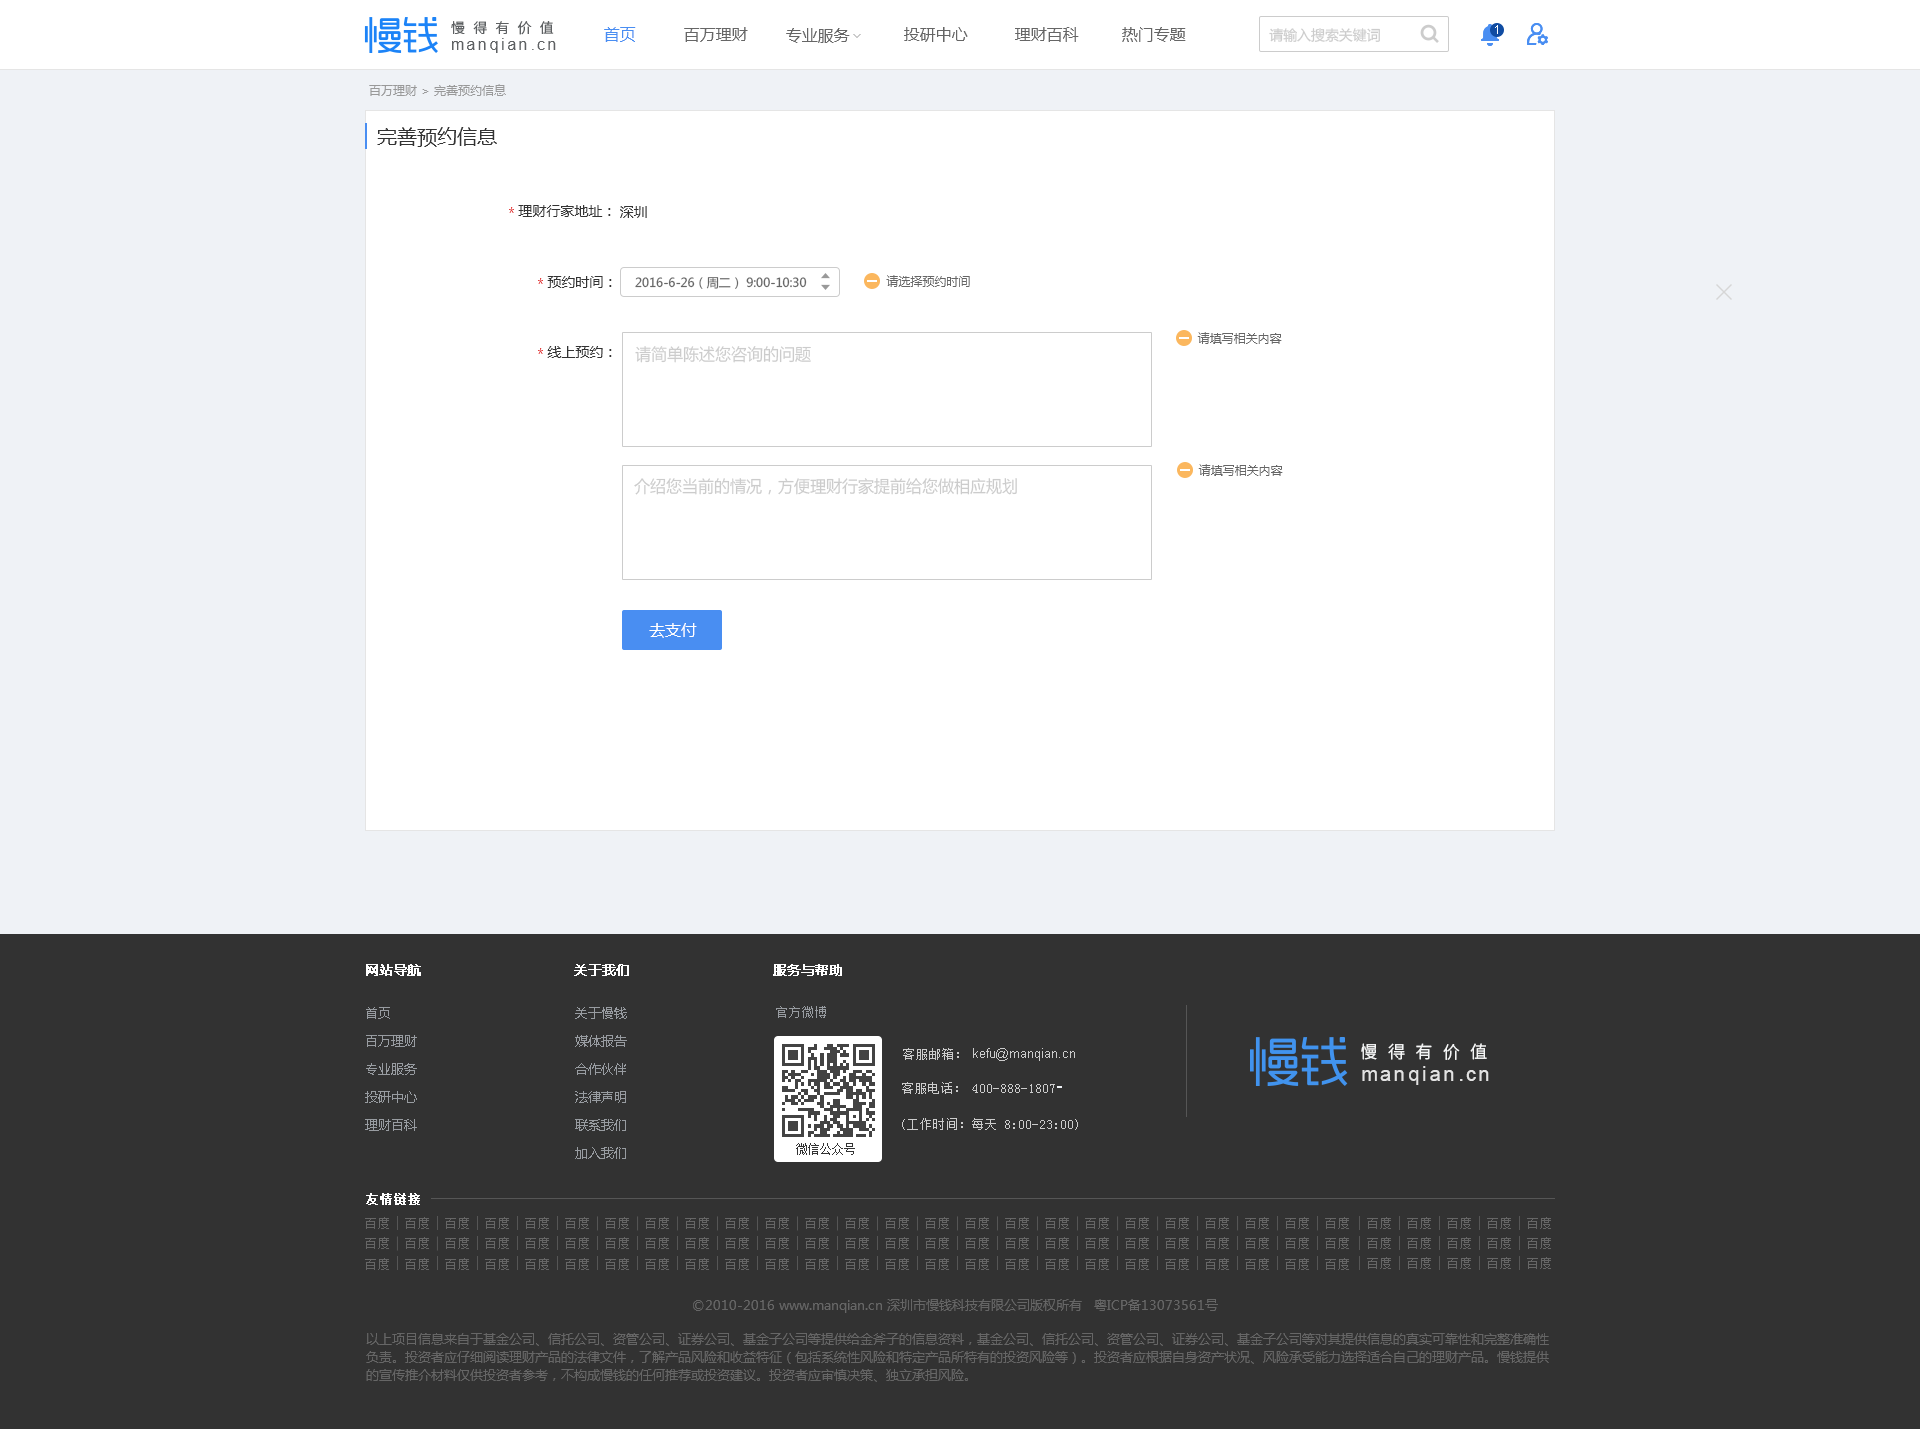 慢钱 慢得有价值
manqian.cn
首页 百万理财 专业服务 投研中心 理财百科 热门专题
请输入搜索关键词
1
百万理财 > 完善预约信息
完善预约信息
* 理财行家地址： 深圳
* 预约时间： 2016-6-26 ( 周二 ) 9:00-10:30 请选择预约时间
* 线上预约： 请简单陈述您咨询的问题 请填写相关内容
介绍您当前的情况，方便理财行家提前给您做相应规划 请填写相关内容
去支付
网站导航
首页
百万理财
专业服务
投研中心
理财百科
关于我们
关于慢钱
媒体报告
合作伙伴
法律声明
联系我们
加入我们
服务与帮助
官方微博
微信公众号
客服邮箱： kefu@manqian.cn
客服电话： 400-888-1807-
(工作时间：每天 8:00-23:00)
慢钱 慢得有价值
manqian.cn
友情链接
百度 百度 百度 百度 百度 百度 百度 百度 百度 百度 百度 百度 百度 百度 百度 百度 百度 百度 百度 百度 百度 百度 百度 百度 百度 百度 百度 百度 百度 百度
百度 百度 百度 百度 百度 百度 百度 百度 百度 百度 百度 百度 百度 百度 百度 百度 百度 百度 百度 百度 百度 百度 百度 百度 百度 百度 百度 百度 百度 百度
百度 百度 百度 百度 百度 百度 百度 百度 百度 百度 百度 百度 百度 百度 百度 百度 百度 百度 百度 百度 百度 百度 百度 百度 百度 百度 百度 百度 百度 百度
©2010-2016 www.manqian.cn 深圳市慢钱科技有限公司版权所有 粤ICP备13073561号
以上项目信息来自于基金公司、信托公司、资管公司、证券公司、基金子公司等提供给金斧子的信息资料，基金公司、信托公司、资管公司、证券公司、基金子公司等对其提供信息的真实可靠性和完整准确性
负责。投资者应仔细阅读理财产品的法律文件，了解产品风险和收益特征（包括系统性风险和特定产品所特有的投资风险等）。投资者应根据自身资产状况、风险承受能力选择适合自己的理财产品。慢钱提供
的宣传推介材料仅供投资者参考，不构成慢钱的任何推荐或投资建议。投资者应审慎决策、独立承担风险。